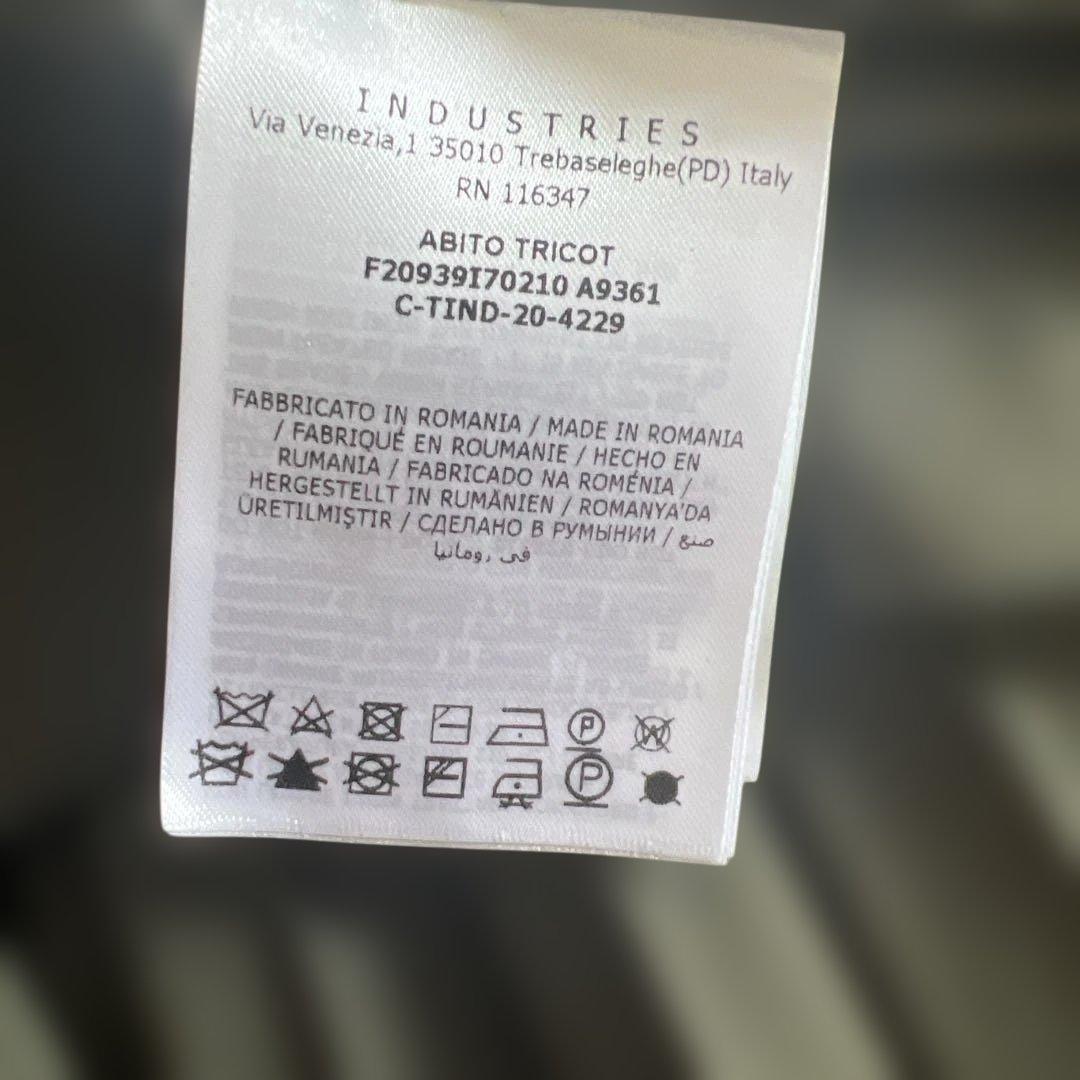 INDUSTRIES
Via Venezia,1 35010 Trebaseleghe(PD) Italy
RN 116347
ABITO TRICOT
F20939I70210 A9361
C-TIND-20-4229
FABBRICATO IN ROMANIA / MADE IN ROMANIA
/ FABRIQUÉ EN ROUMANIE / HECHO EN
RUMANIA / FABRICADO NA ROMÉNIA /
HERGESTELLT IN RUMÄNIEN / ROMANYA'DA
ÜRETILMIŞTIR / СДЕЛАНО В РУМЫНИИ / صنع
في رومانيا
P W
P